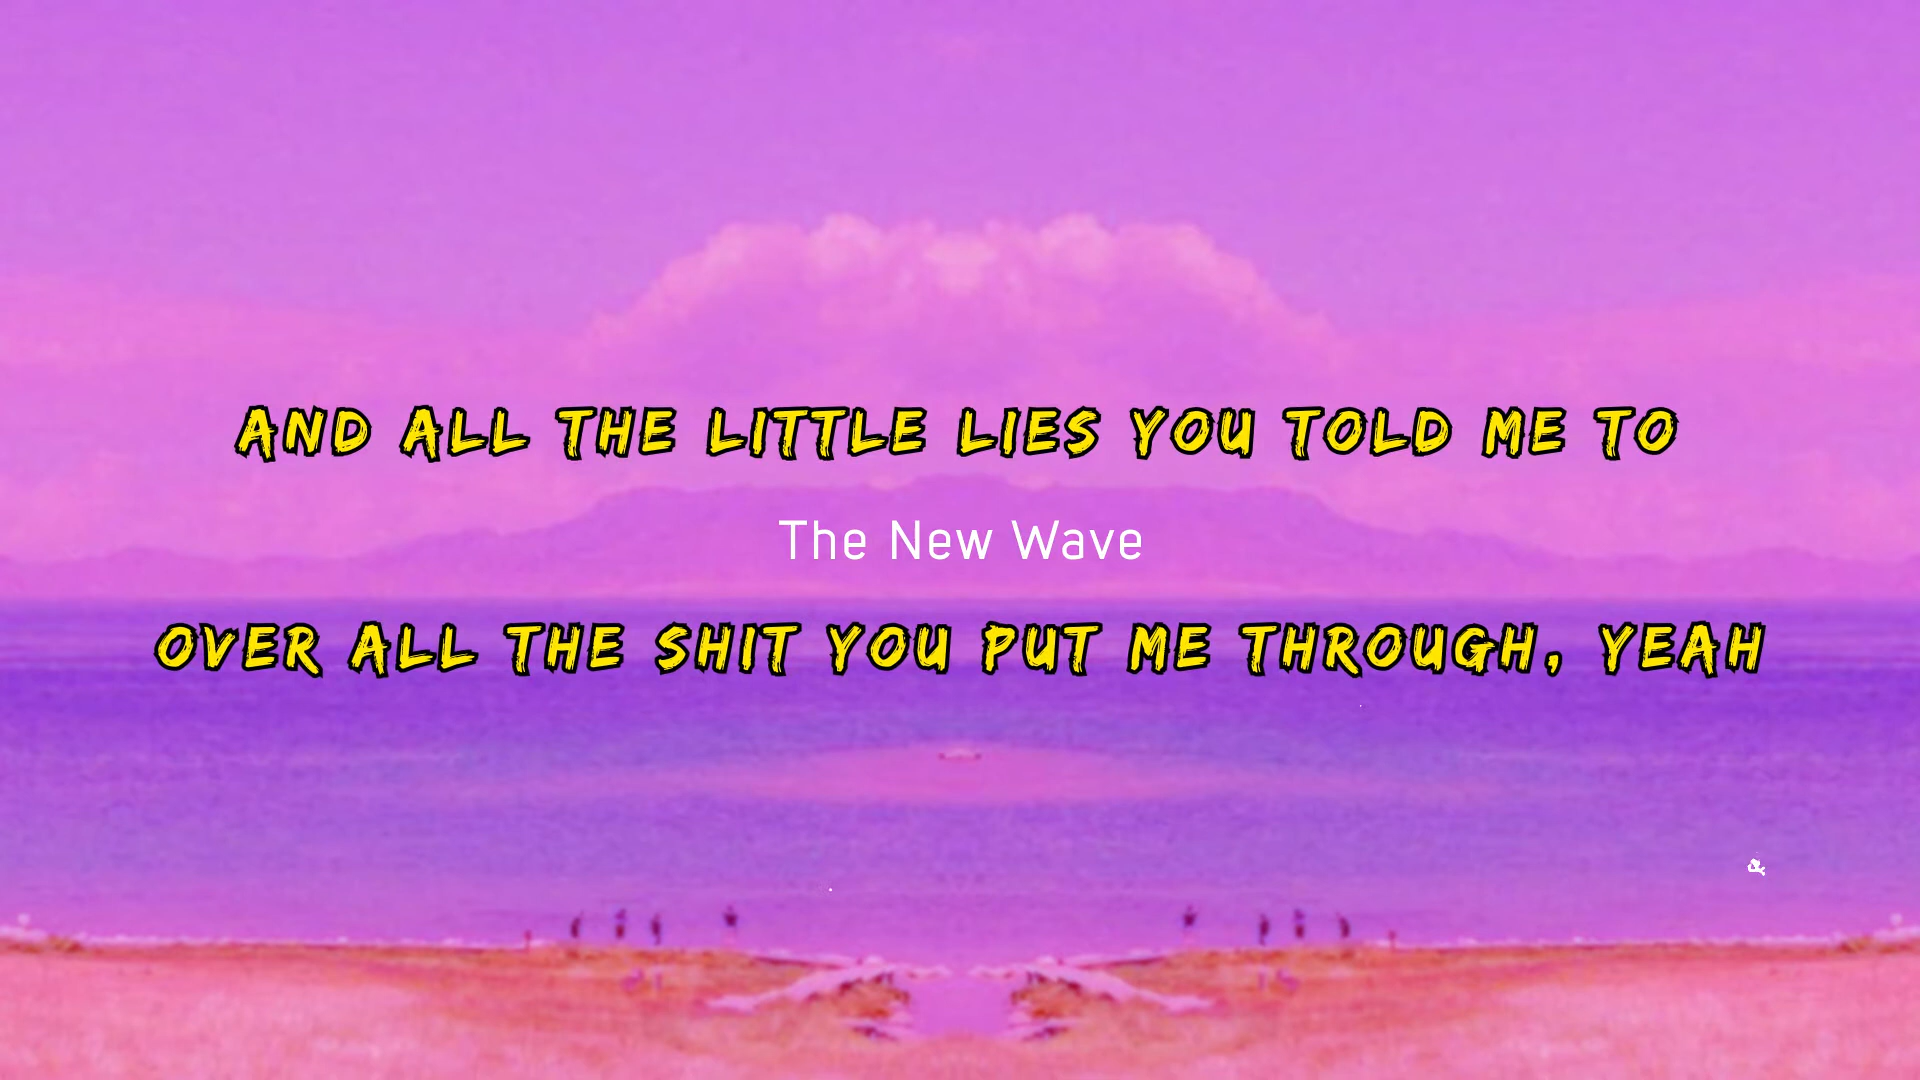 AND ALL THE LITTLE LIES YOU TOLD ME TO
The New Wave
OVER ALL THE SHIT YOU PUT ME THROUGH, YEAH
&